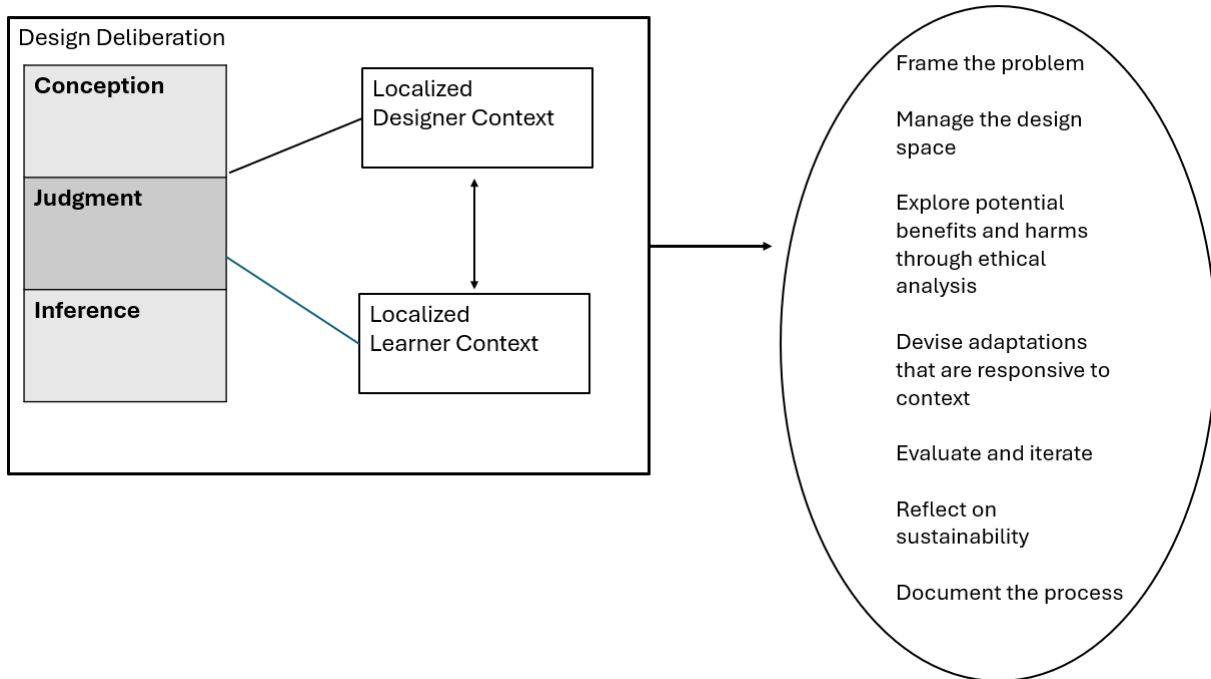 Design Deliberation
Conception
Judgment
Inference
Localized
Designer Context
Localized
Learner Context
Frame the problem
Manage the design
space
Explore potential
benefits and harms
through ethical
analysis
Devise adaptations
that are responsive to
context
Evaluate and iterate
Reflect on
sustainability
Document the process